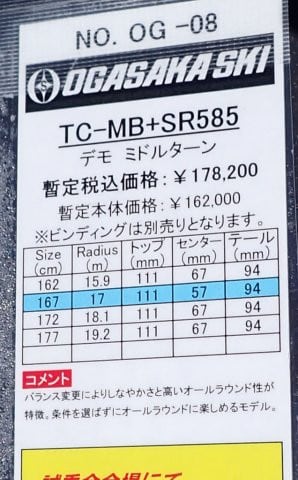 NO. OG -08
OGASAKA SKI
TC-MB+SR585
デモ ミドルターン
暫定税込価格:￥178,200
暫定本体価格:￥162,000
※ビンディングは別売りとなります。
Size (cm) Radius (m) トップ (mm) センター (mm) テール (mm)
162 15.9 111 67 94
167 17 111 57 94
172 18.1 111 67 94
177 19.2 111 67 94
コメント
バランス変更によりしなやかさと高いオールラウンド性が
特徴。条件を選ばずにオールラウンドに楽しめるモデル。